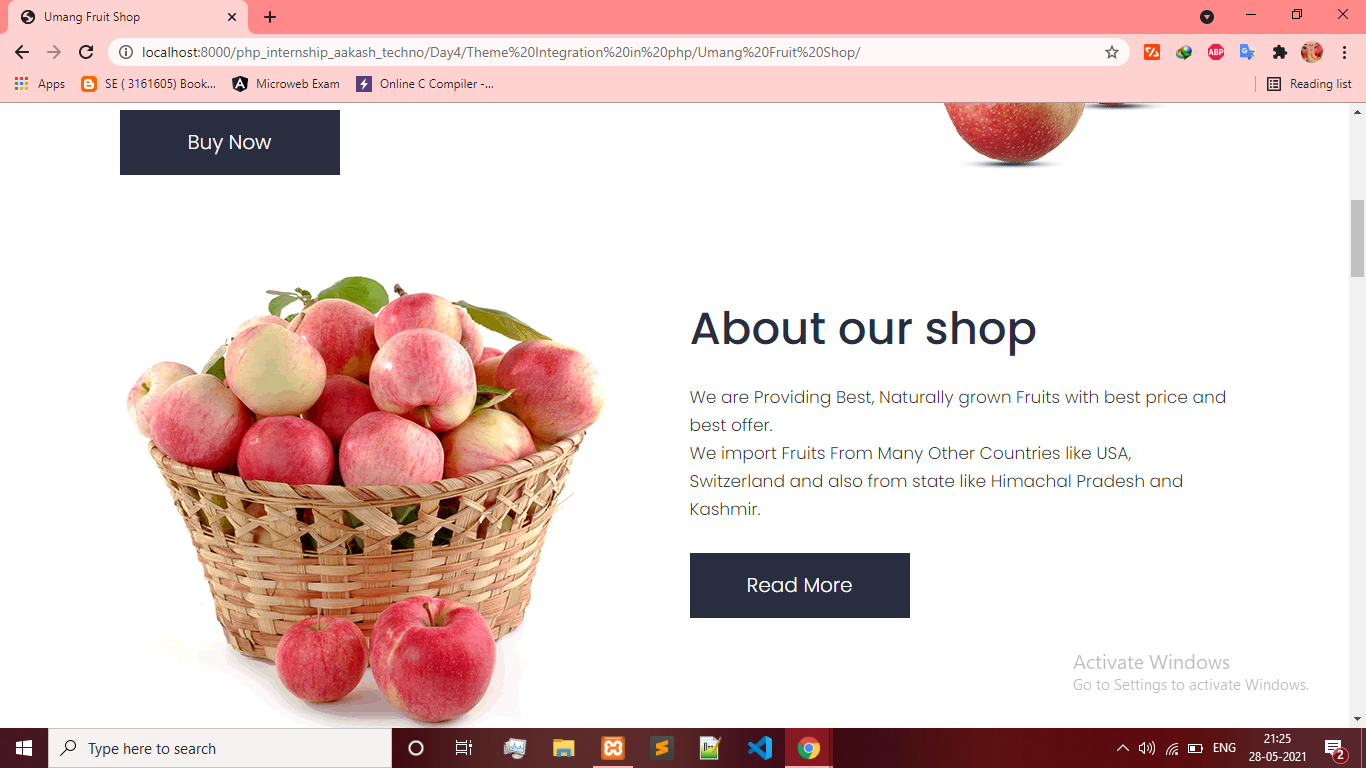 Umang Fruit Shop
localhost:8000/php_internship_aakash_techno/Day4/Theme%20Integration%20in%20php/Umang%20Fruit%20Shop/
ABP
Apps
SE ( 3161605) Book...
Microweb Exam
Online C Compiler -...
Reading list
Buy Now
About our shop
We are Providing Best, Naturally grown Fruits with best price and
best offer.
We import Fruits From Many Other Countries like USA,
Switzerland and also from state like Himachal Pradesh and
Kashmir.
Read More
Activate Windows
Go to Settings to activate Windows.
Type here to search
ENG
21:25
28-05-2021
2